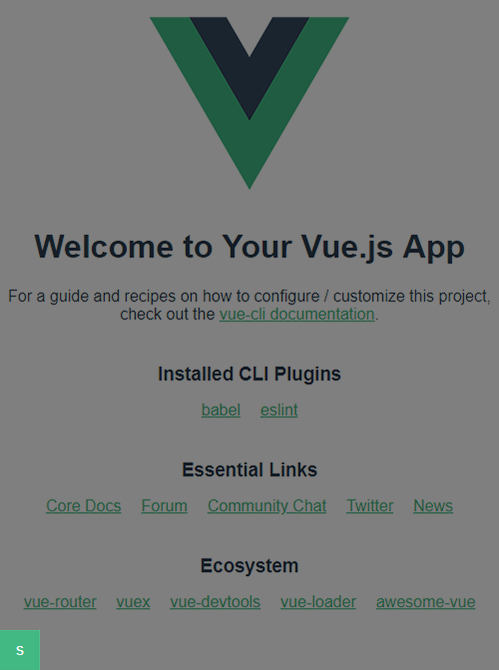 Welcome to Your Vue.js App
For a guide and recipes on how to configure / customize this project,
check out the vue-cli documentation.
Installed CLI Plugins
babel eslint
Essential Links
Core Docs Forum Community Chat Twitter News
Ecosystem
vue-router vuex vue-devtools vue-loader awesome-vue
s